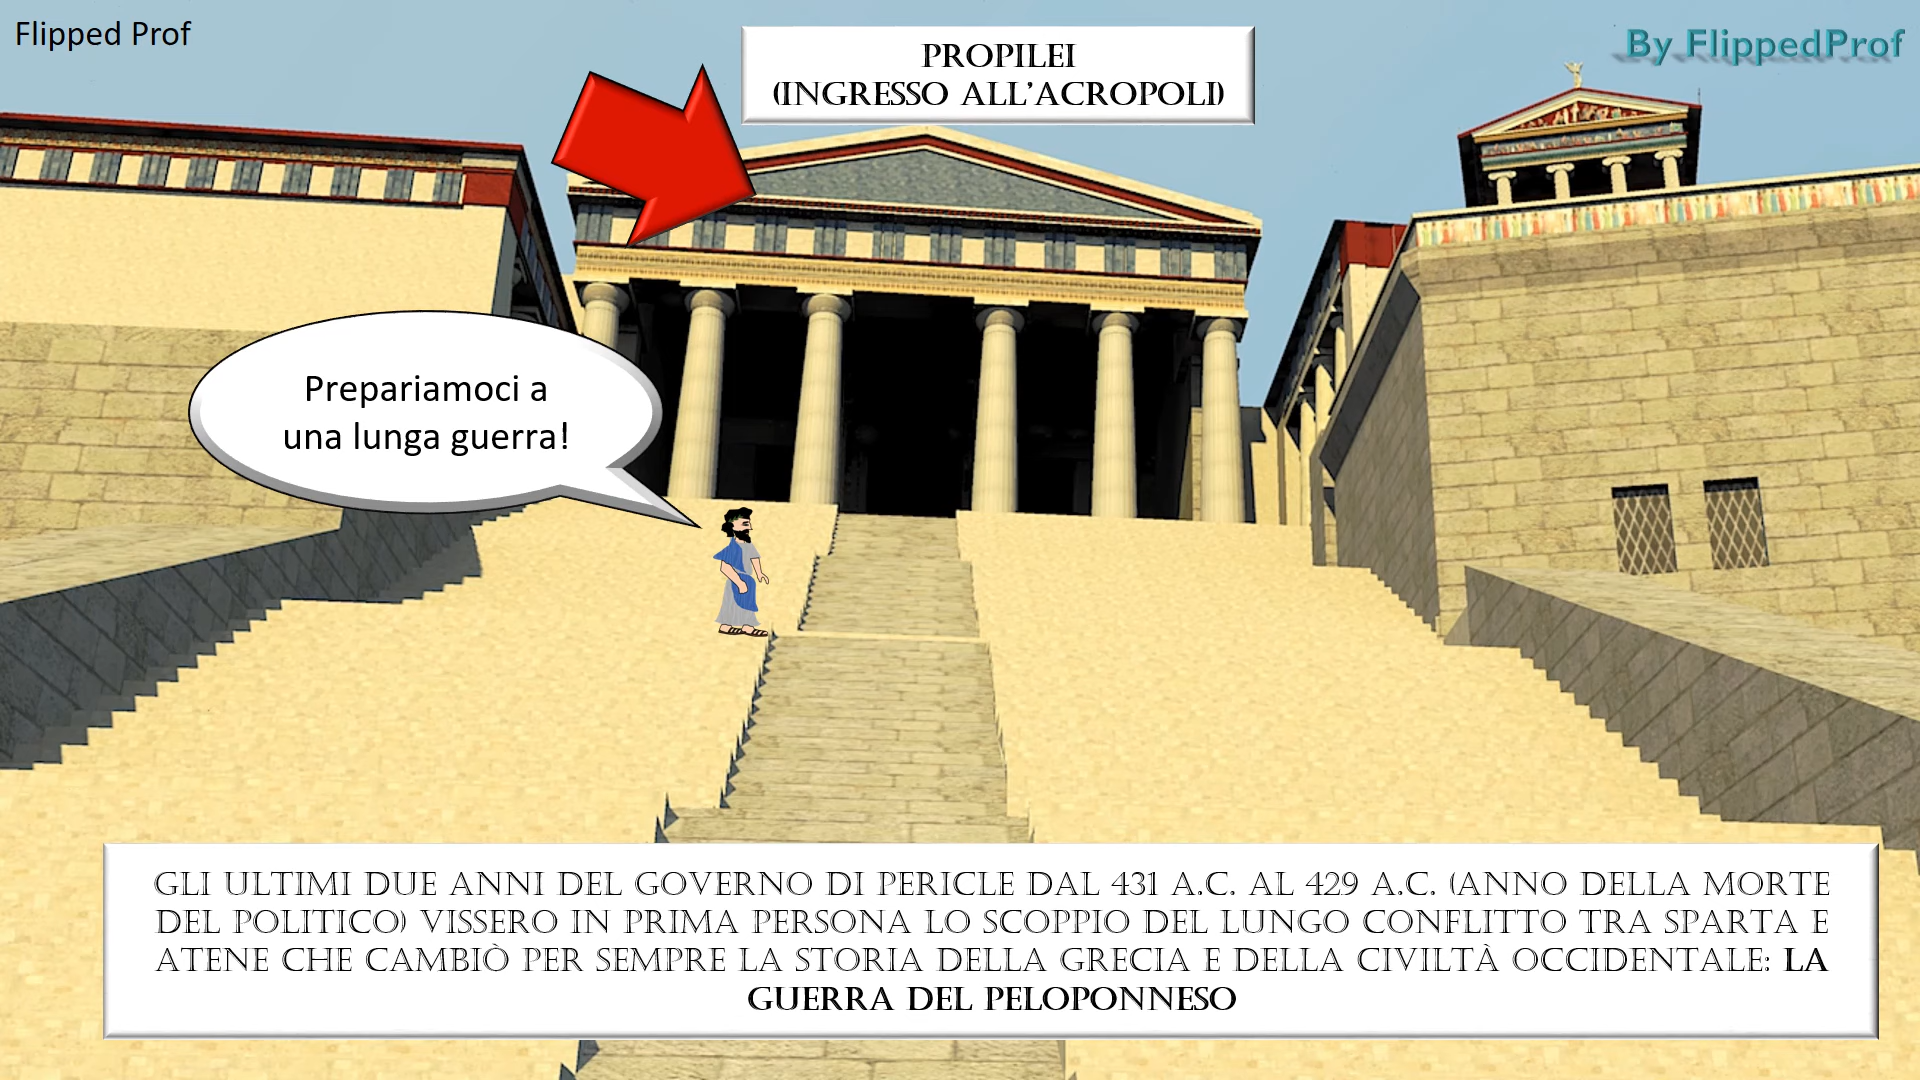 Flipped Prof
By FlippedProf
PROPILEI
(INGRESSO ALL'ACROPOLI)
Prepariamoci a
una lunga guerra!
GLI ULTIMI DUE ANNI DEL GOVERNO DI PERICLE DAL 431 A.C. AL 429 A.C. (ANNO DELLA MORTE
DEL POLITICO) VISSERO IN PRIMA PERSONA LO SCOPPIO DEL LUNGO CONFLITTO TRA SPARTA E
ATENE CHE CAMBIÒ PER SEMPRE LA STORIA DELLA GRECIA E DELLA CIVILTÀ OCCIDENTALE: LA
GUERRA DEL PELOPONNESO